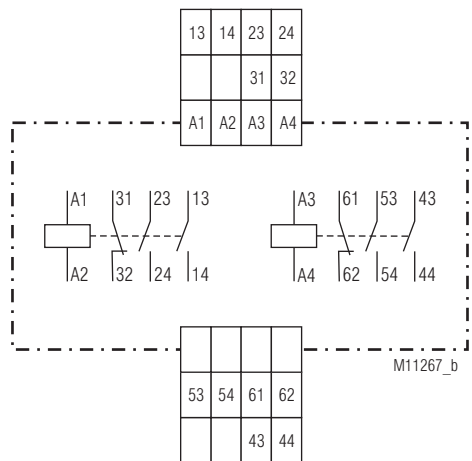 13 14 23 24
31 32
A1 A2 A3 A4
A1 31 23 13 A3 61 53 43
A2 32 24 14 A4 62 54 44
M11267_b
53 54 61 62
43 44